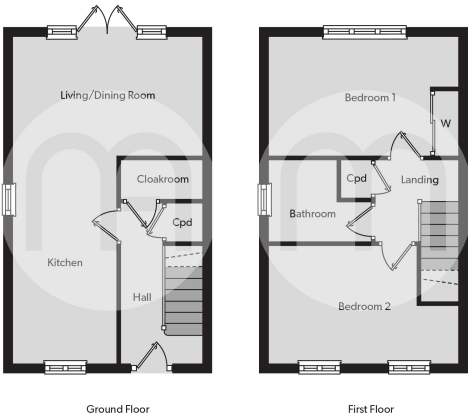 Living/Dining Room
Cloakroom
Cpd
Kitchen
Hall
Ground Floor
Bedroom 1
W
Cpd
Landing
Bathroom
Bedroom 2
First Floor